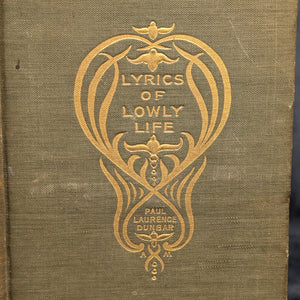 LYRICS
OF
LOWLY
LIFE
PAUL
LAURENCE
DUNBAR
A M